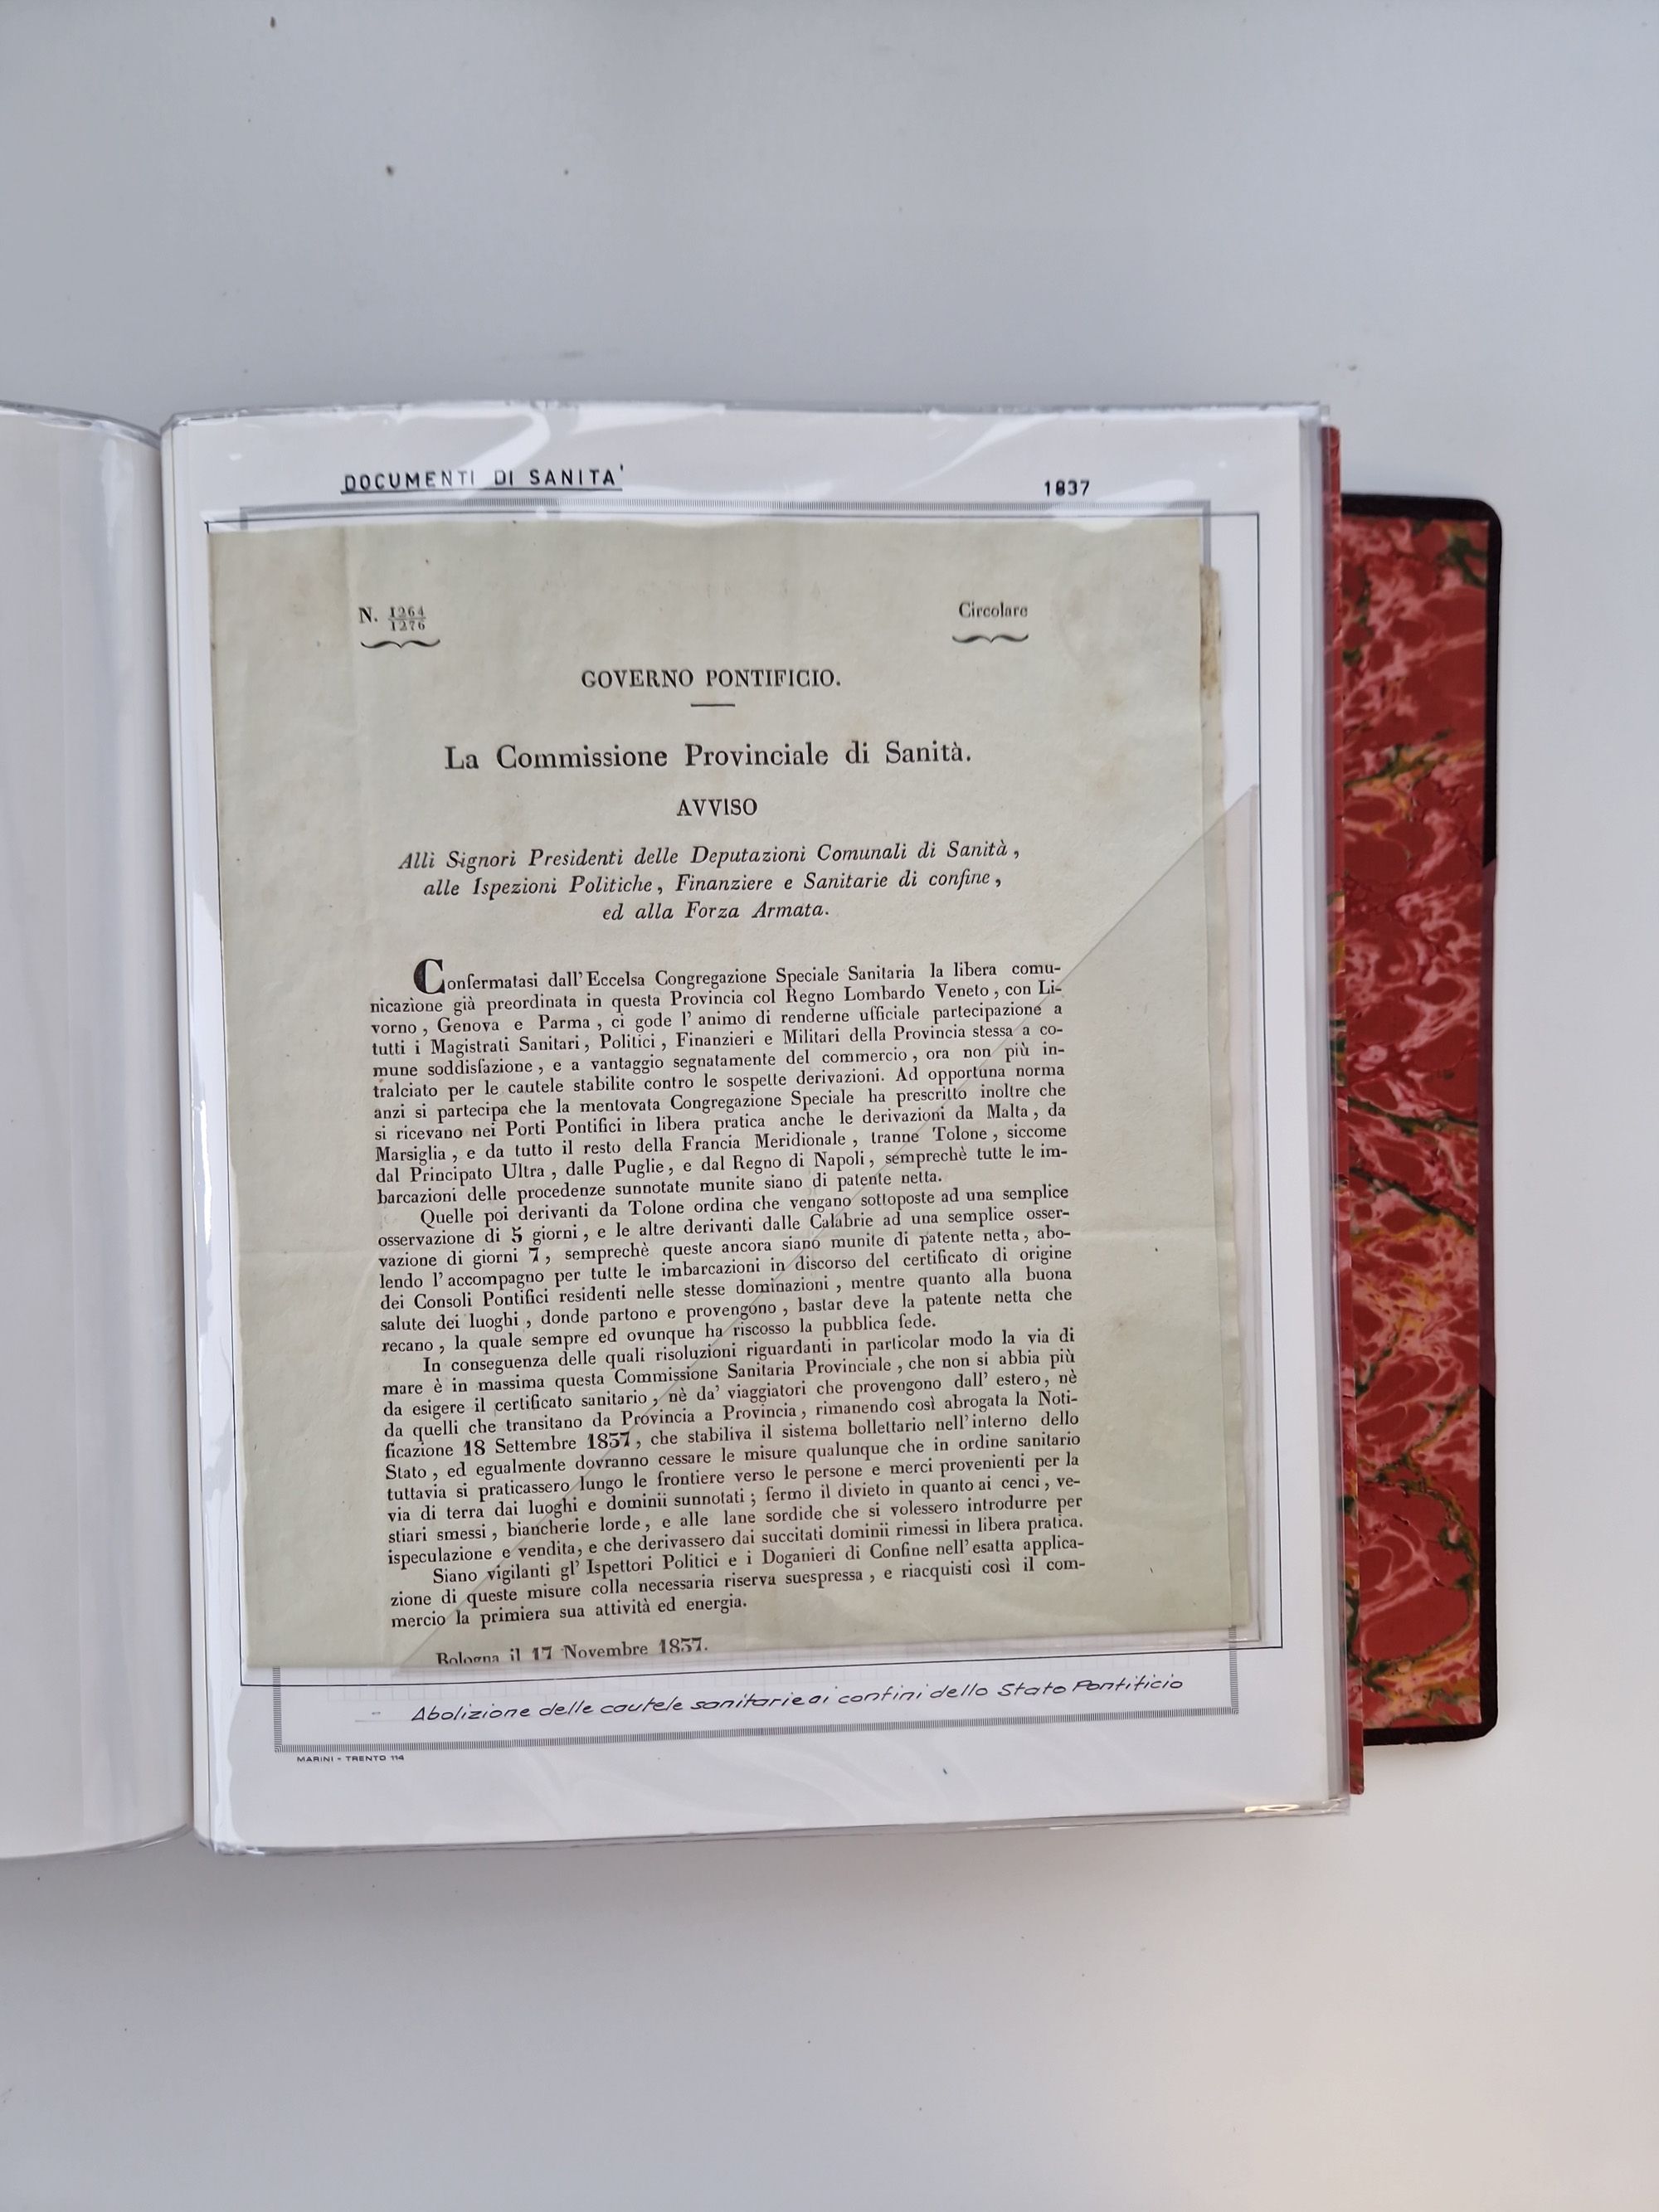 DOCUMENTI DI SANITA'
1837
N. 1264/1276
Circolare
GOVERNO PONTIFICIO.
La Commissione Provinciale di Sanità.
AVVISO
Alli Signori Presidenti delle Deputazioni Comunali di Sanità,
alle Ispezioni Politiche, Finanziere e Sanitarie di confine,
ed alla Forza Armata.
Confermatasi dall' Eccelsa Congregazione Speciale Sanitaria la libera comu-
nicazione già preordinata in questa Provincia col Regno Lombardo Veneto, con Li-
vorno, Genova e Parma, ci gode l' animo di renderne ufficiale partecipazione a
tutti i Magistrati Sanitari, Politici, Finanzieri e Militari della Provincia stessa a co-
mune soddisfazione, e a vantaggio segnatamente del commercio, ora non più in-
tralciato per le cautele stabilite contro le sospette derivazioni. Ad opportuna norma
anzi si partecipa che la mentovata Congregazione Speciale ha prescritto inoltre che
si ricevano nei Porti Pontifici in libera pratica anche le derivazioni da Malta, da
Marsiglia, e da tutto il resto della Francia Meridionale, tranne Tolone, siccome
dal Principato Ultra, dalle Puglie, e dal Regno di Napoli, semprechè tutte le im-
barcazioni delle procedenze sunnotate munite siano di patente netta.
Quelle poi derivanti da Tolone ordina che vengano sottoposte ad una semplice
osservazione di 5 giorni, e le altre derivanti dalle Calabrie ad una semplice osser-
vazione di giorni 7, semprechè queste ancora siano munite di patente netta, abo-
lendo l' accompagno per tutte le imbarcazioni in discorso del certificato di origine
dei Consoli Pontifici residenti nelle stesse dominazioni, mentre quanto alla buona
salute dei luoghi, donde partono e provengono, bastar deve la patente netta che
recano, la quale sempre ed ovunque ha riscosso la pubblica fede.
In conseguenza delle quali risoluzioni riguardanti in particolar modo la via di
mare è in massima questa Commissione Sanitaria Provinciale, che non si abbia più
da esigere il certificato sanitario, nè da' viaggiatori che provengono dall' estero, nè
da quelli che transitano da Provincia a Provincia, rimanendo così abrogata la Noti-
ficazione 18 Settembre 1837, che stabiliva il sistema bollettario nell' interno dello
Stato, ed egualmente dovranno cessare le misure qualunque che in ordine sanitario
tuttavia si praticassero lungo le frontiere verso le persone e merci provenienti per la
via di terra dai luoghi e dominii sunnotati; fermo il divieto in quanto ai cenci, ve-
stiari smessi, biancherie lorde, e alle lane sordide che si volessero introdurre per
ispeculazione e vendita, e che derivassero dai succitati dominii rimessi in libera pratica.
Siano vigilanti gl' Ispettori Politici e i Doganieri di Confine nell' esatta applica-
zione di queste misure colla necessaria riserva suespressa, e riacquisti così il com-
mercio la primiera sua attività ed energia.
Bologna il 17 Novembre 1837.
- Abolizione delle cautele sanitarie ai confini dello Stato Pontificio
MARINI - TRENTO 114